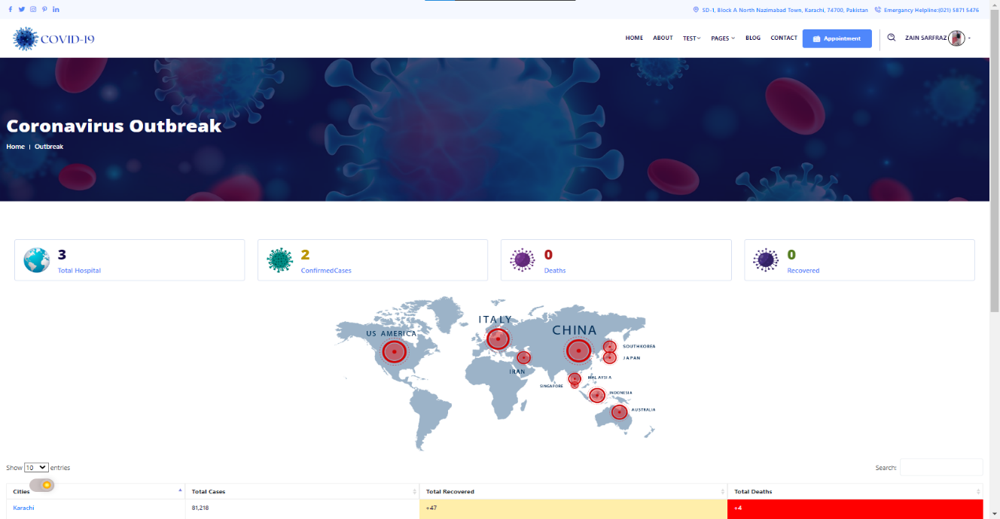 SD-1, Block A North Nazimabad Town, Karachi, 74700, Pakistan Emergancy Helpline:(021) 5871 5476
COVID-19 HOME ABOUT TEST PAGES BLOG CONTACT Appointment ZAIN SARFRAZ
Coronavirus Outbreak
Home | Outbreak
3
Total Hospital
2
ConfirmedCases
0
Deaths
0
Recovered
ITALY
US AMERICA
CHINA
SOUTHKOREA
JAPAN
IRAN
MALAYSIA
SINGAPORE
INDONESIA
AUSTRALIA
Show 10 entries Search:
Cities Total Cases Total Recovered Total Deaths
Karachi 81,218 +47 +4